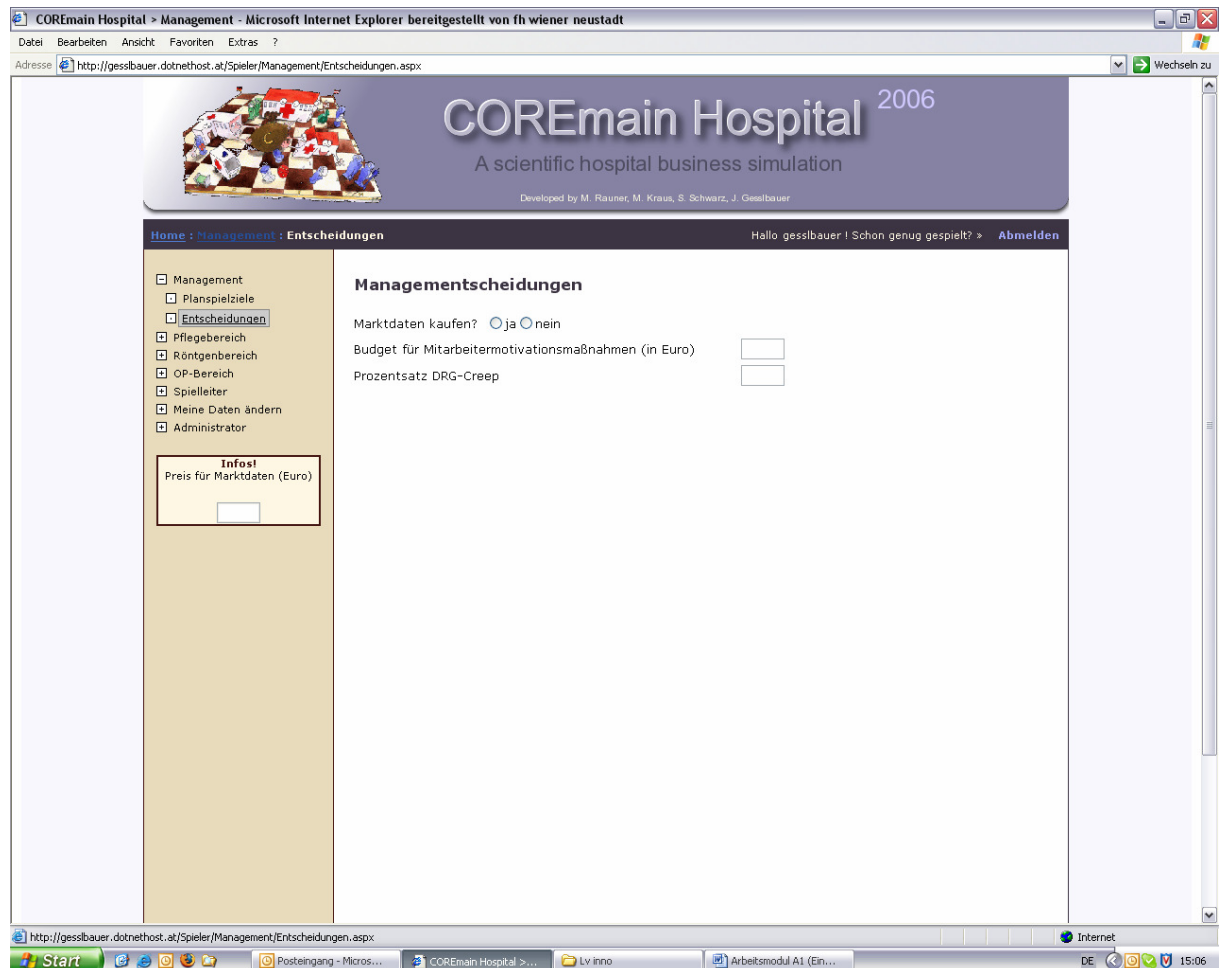 COREmain Hospital > Management - Microsoft Internet Explorer bereitgestellt von fh wiener neustadt
Datei Bearbeiten Ansicht Favoriten Extras ?
Adresse http://gesslbauer.dotnethost.at/Spieler/Management/Entscheidungen.aspx Wechseln zu
COREmain Hospital 2006
A scientific hospital business simulation
Developed by M. Rauner, M. Kraus, S. Schwarz, J. Gesslbauer
Home : Management : Entscheidungen Hallo gesslbauer ! Schon genug gespielt? » Abmelden
Management
Planspielziele
Entscheidungen
Pflegebereich
Röntgenbereich
OP-Bereich
Spielleiter
Meine Daten ändern
Administrator
Infos!
Preis für Marktdaten (Euro)
Managementscheidungen
Marktdaten kaufen? ja nein
Budget für Mitarbeitermotivationsmaßnahmen (in Euro)
Prozentsatz DRG-Creep
http://gesslbauer.dotnethost.at/Spieler/Management/Entscheidungen.aspx Internet
Start Posteingang - Micros... COREmain Hospital >... Lv inno Arbeitsmodul A1 (Ein... DE 15:06